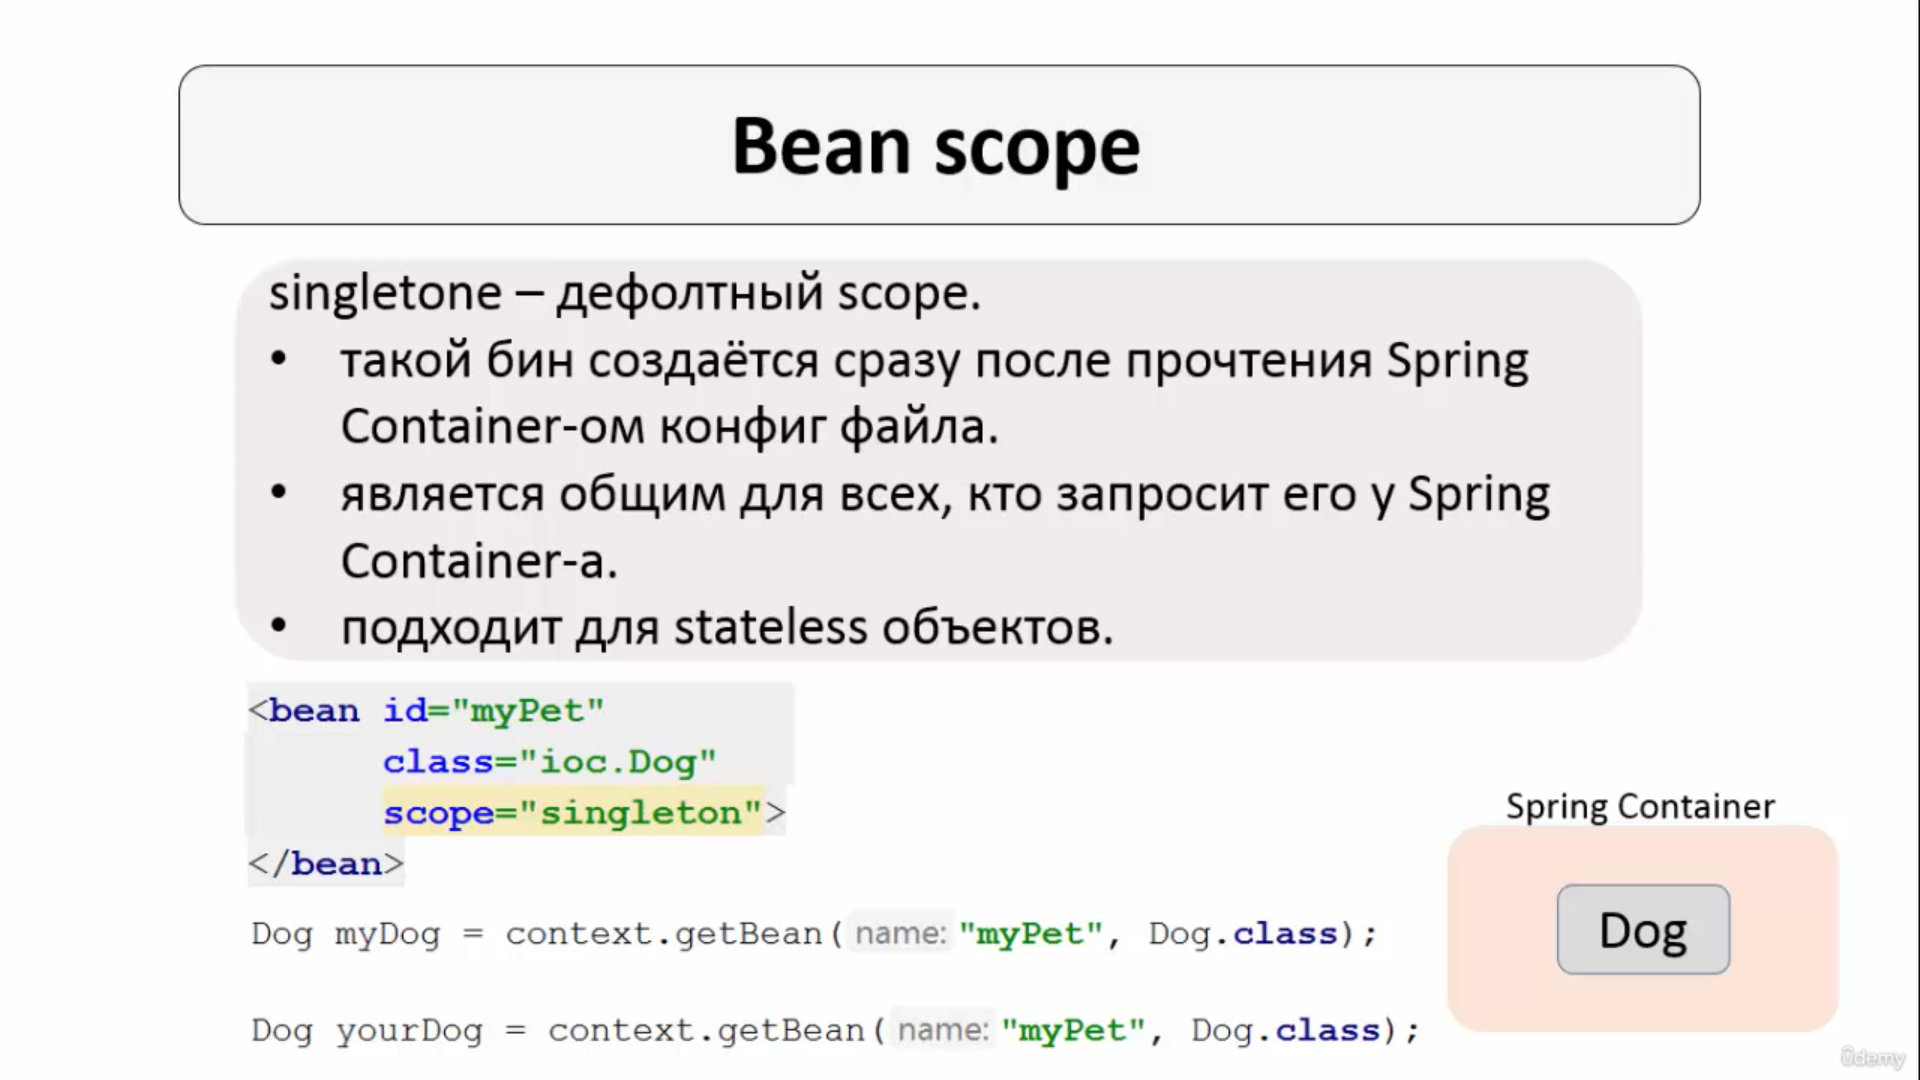 Bean scope
singletone – дефолтный scope.
• такой бин создаётся сразу после прочтения Spring
Container-ом конфиг файла.
• является общим для всех, кто запросит его у Spring
Container-а.
• подходит для stateless объектов.
<bean id="myPet"
class="ioc.Dog"
scope="singleton">
</bean>
Spring Container
Dog
Dog myDog = context.getBean( name: "myPet", Dog.class);
Dog yourDog = context.getBean( name: "myPet", Dog.class);
ûdemy